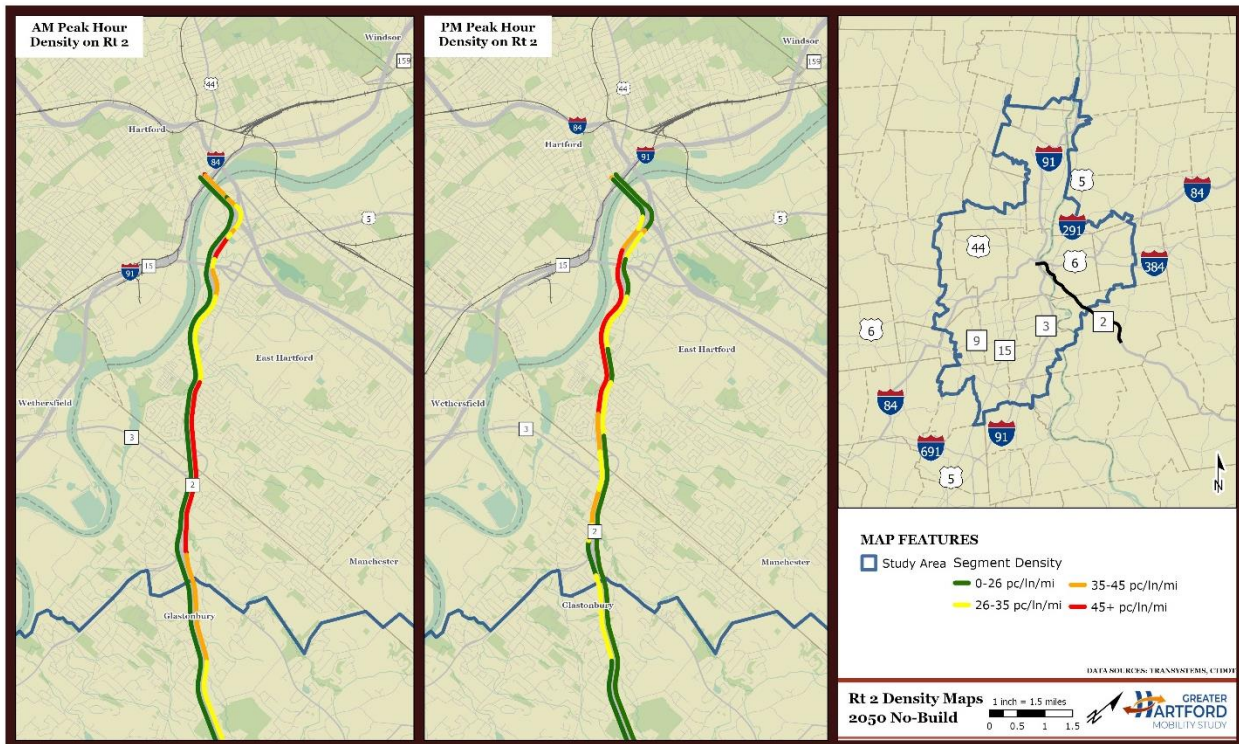 AM Peak Hour
Density on Rt 2
Windsor
159
44
Hartford
84
5
15
91
East Hartford
Wethersfield
3
2
Manchester
Glastonbury
PM Peak Hour
Density on Rt 2
Windsor
159
44
84
Hartford
91
5
15
East Hartford
Wethersfield
3
2
Manchester
Glastonbury
91
5
84
291
44
6
384
6
3
2
9
15
84
91
691
5
N
MAP FEATURES
Study Area Segment Density
0-26 pc/ln/mi 35-45 pc/ln/mi
26-35 pc/ln/mi 45+ pc/ln/mi
DATA SOURCES: TRANSYSTEMS, CTDOT
Rt 2 Density Maps
2050 No-Build
1 inch = 1.5 miles
0 0.5 1 1.5
N
GREATER
HARTFORD
MOBILITY STUDY